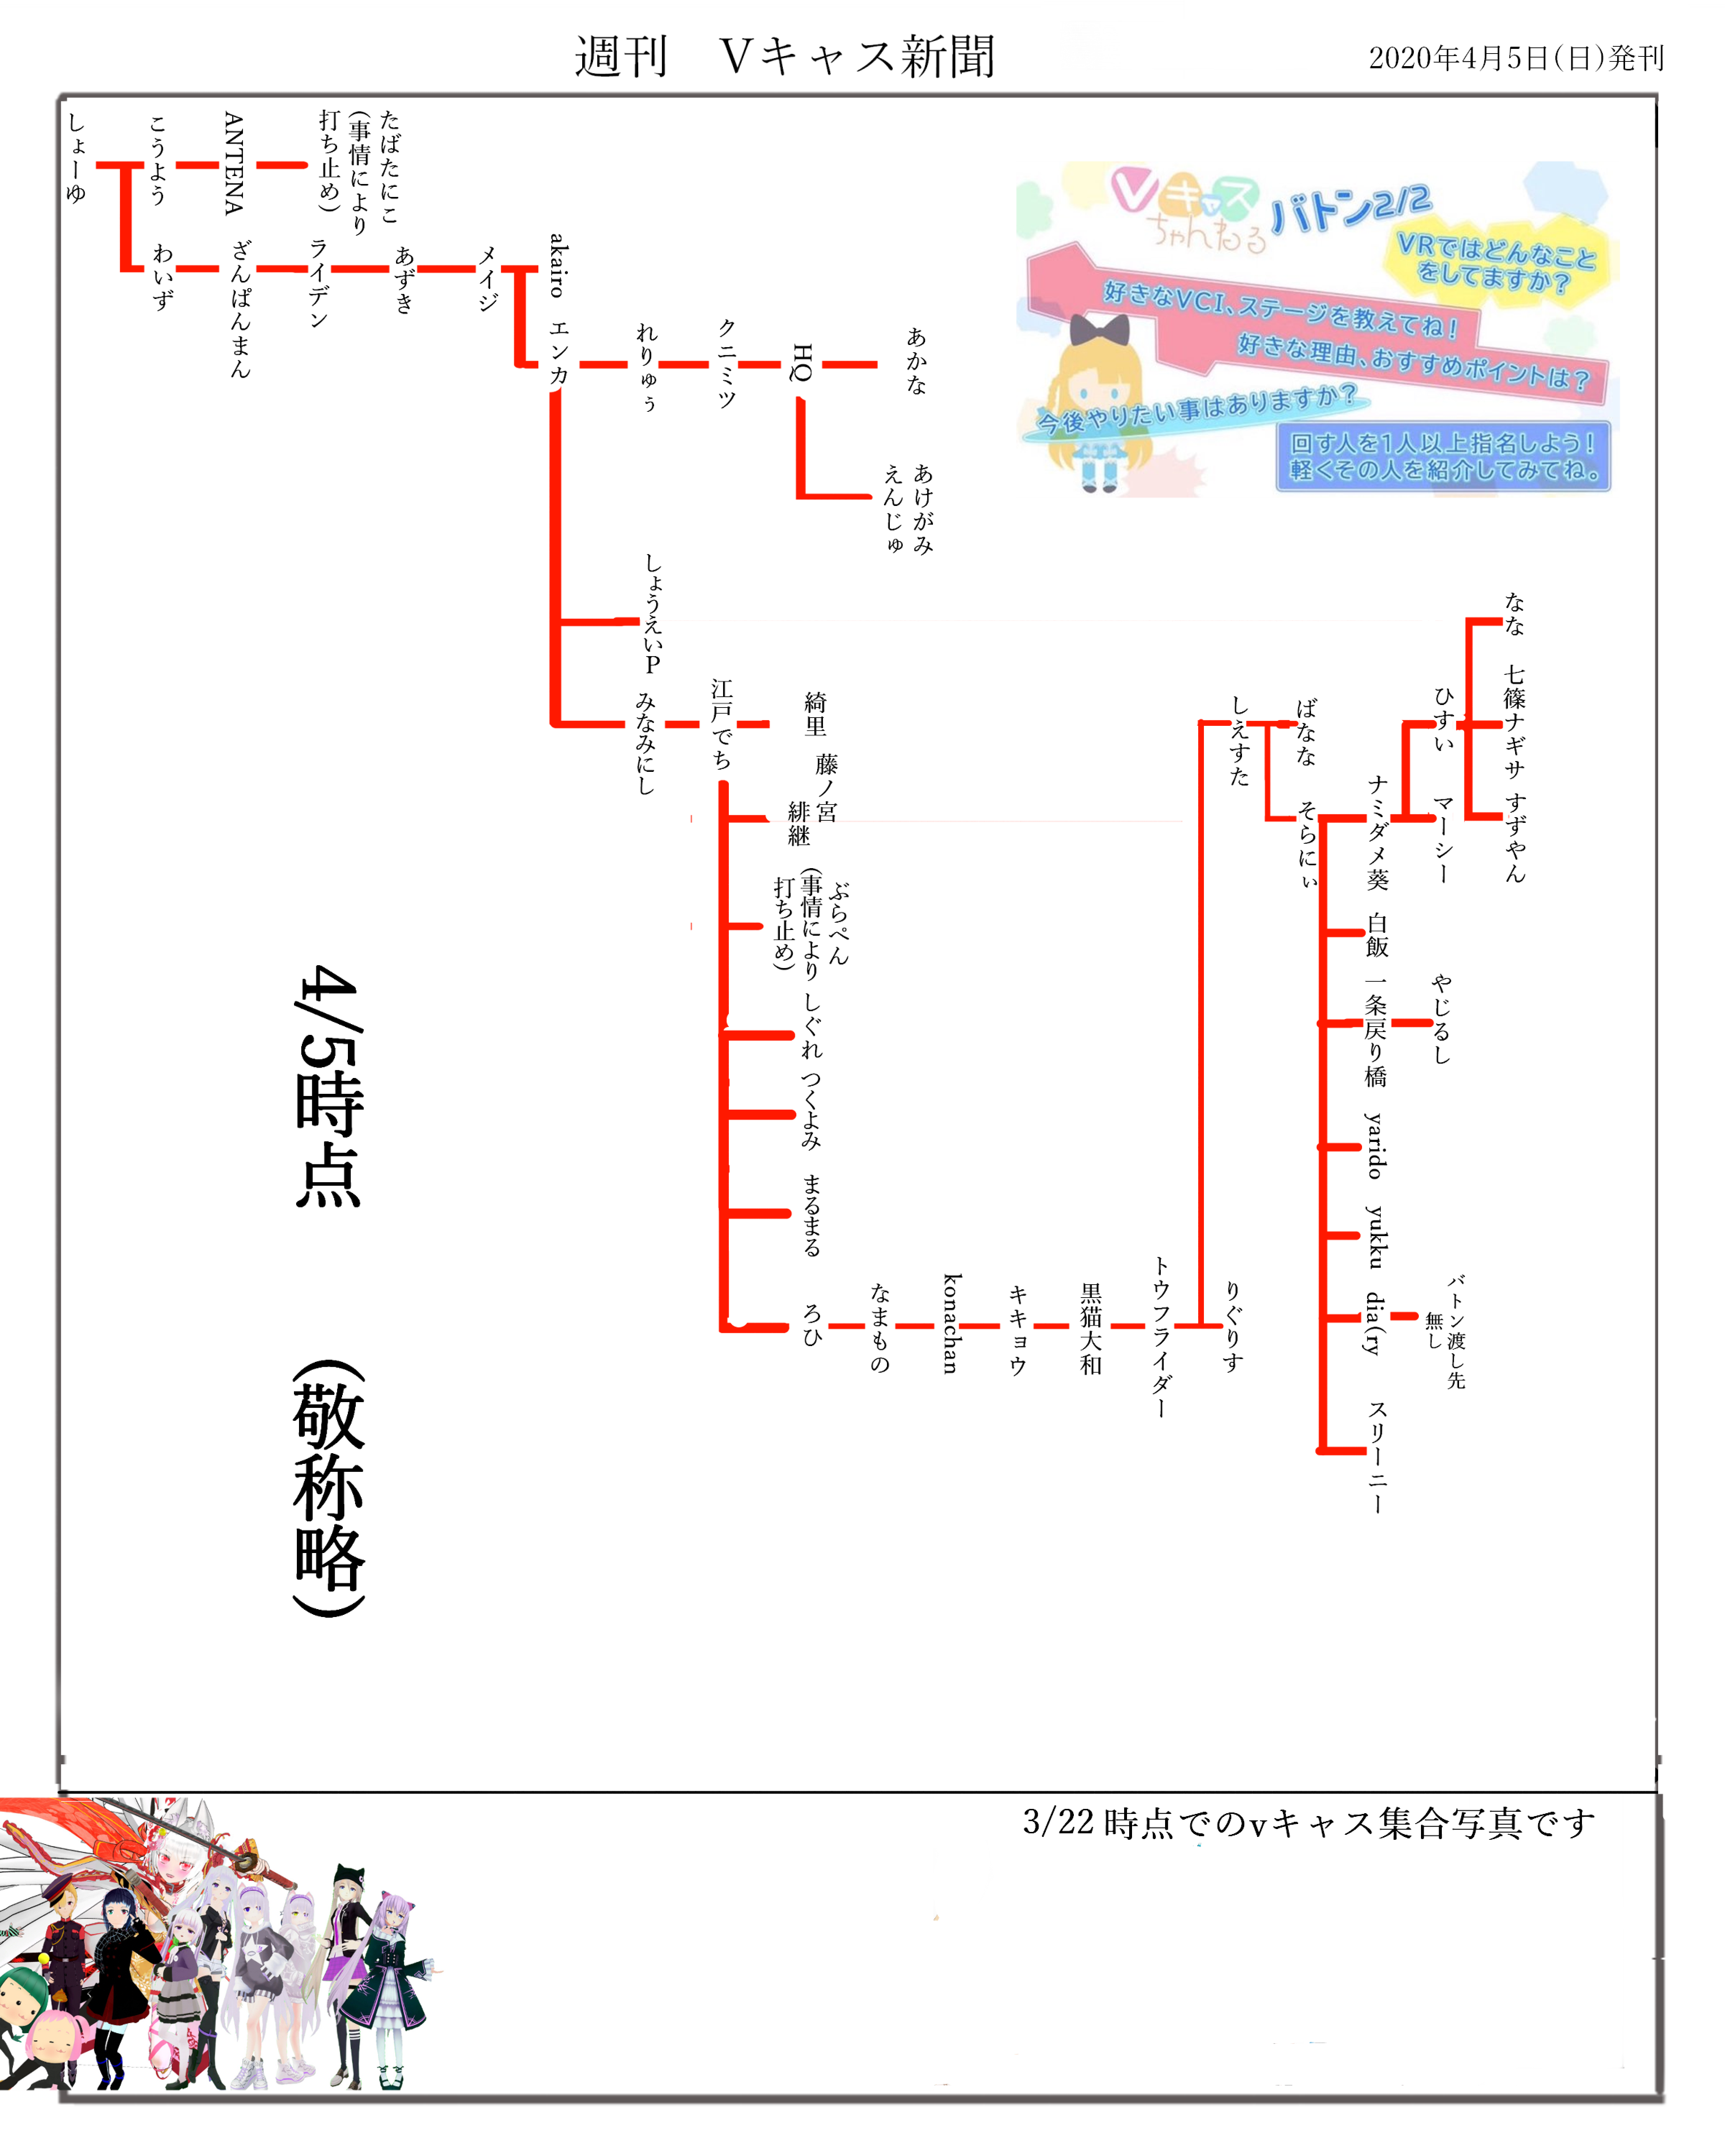 週刊　Vキャス新聞
2020年4月5日(日)発刊
しょーゆ
こうよう
ANTENA
たばたにこ
(事情により
打ち止め)
わいず
ざんぱんまん
ライデン
あずき
メイジ
akairo
エンカ
れりゅぅ
クニミツ
HQ
あかな
あけがみ
えんじゅ
Vキャス
ちゃんねる
バトン2/2
VRではどんなこと
をしてますか?
好きなVCI、ステージを教えてね!
好きな理由、おすすめポイントは?
今後やりたい事はありますか?
回す人を1人以上指名しよう!
軽くその人を紹介してみてね。
しょうえいP
みなみにし
江戸でち
綺里
藤ノ宮
緋継
ぶらぺん
(事情により
打ち止め)
しぐれ
つくよみ
まるまる
ろひ
なまもの
konachan
キキョウ
黒猫大和
トウフライダー
りぐりす
しえすた
ばなな
そらにぃ
ナミダメ葵
ひすい
マーシー
なな
七篠ナギサ
すずやん
白飯
一条戻り橋
やじるし
yarido
yukku
dia(ry
バトン渡し先
無し
スリーニー
4/5時点　(敬称略)
3/22 時点でのvキャス集合写真です